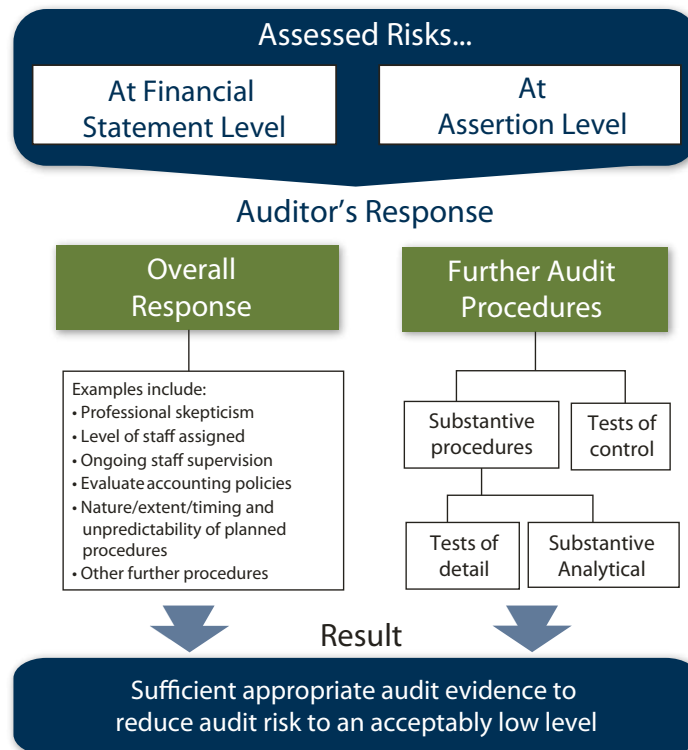 Assessed Risks...
At Financial
Statement Level
At
Assertion Level
Auditor’s Response
Overall
Response
Further Audit
Procedures
Examples include:
• Professional skepticism
• Level of staff assigned
• Ongoing staff supervision
• Evaluate accounting policies
• Nature/extent/timing and
unpredictability of planned
procedures
• Other further procedures
Substantive
procedures
Tests of
control
Tests of
detail
Substantive
Analytical
Result
Sufficient appropriate audit evidence to
reduce audit risk to an acceptably low level